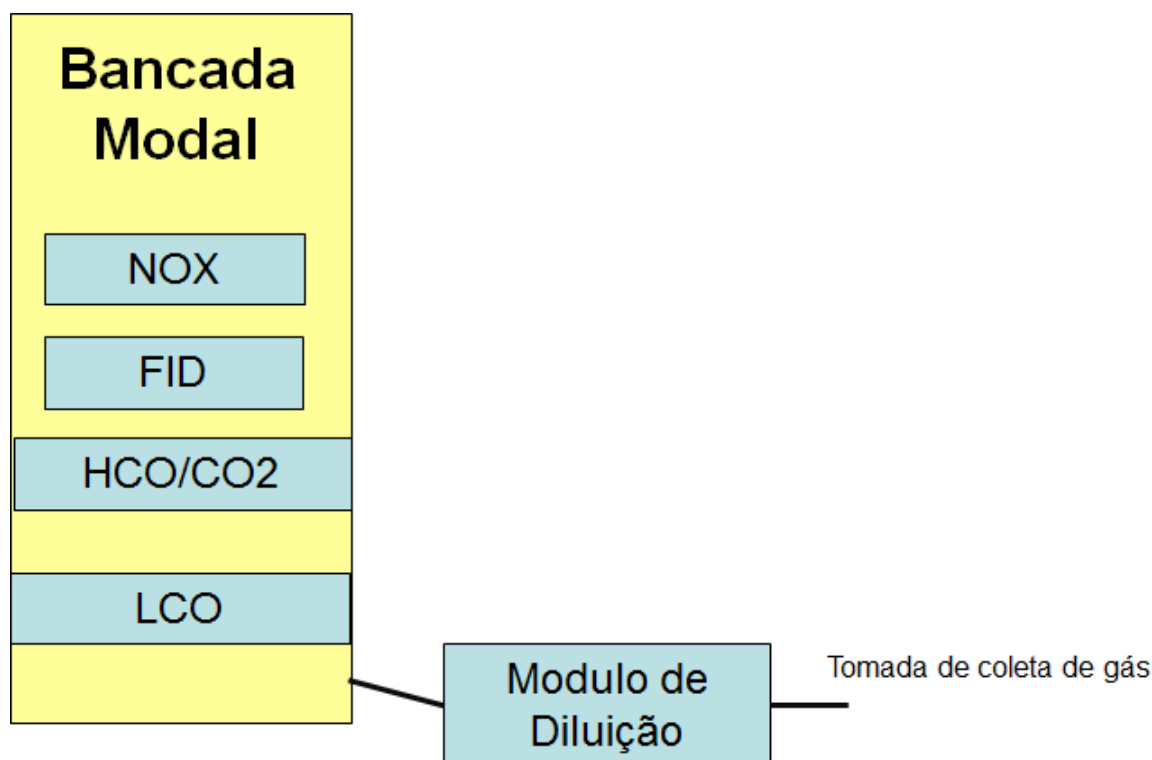 Bancada
Modal
NOX
FID
HCO/CO2
LCO
Modulo de
Diluição
Tomada de coleta de gás